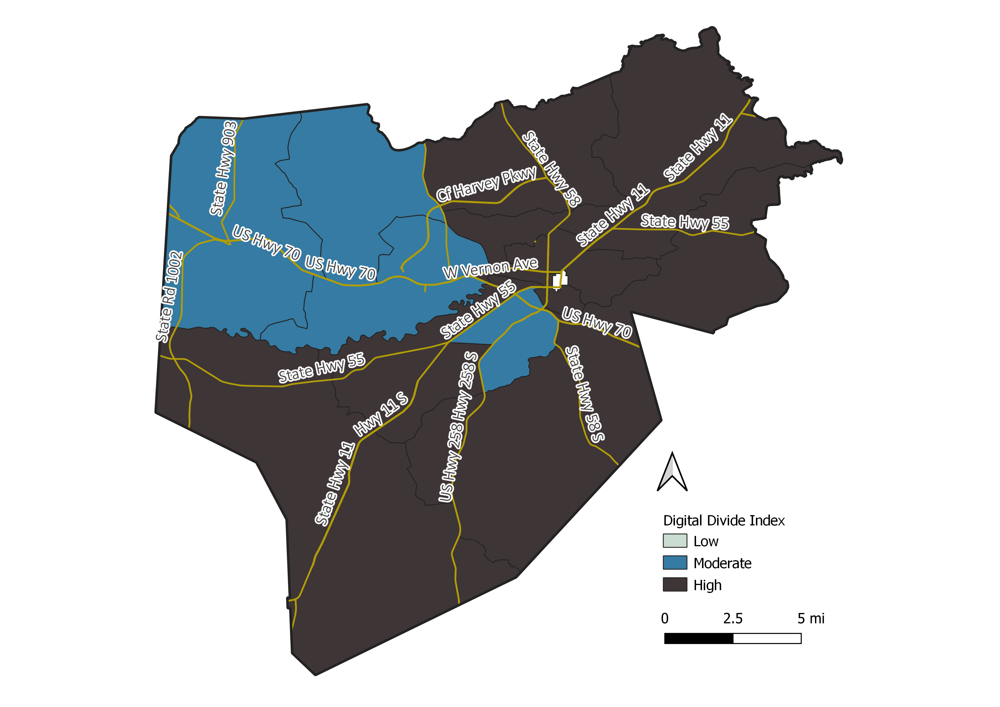 State Hwy 903
State Hwy 58
State Hwy 11
Cf Harvey Pkwy
State Hwy 11
State Hwy 55
US Hwy 70
US Hwy 70
W Vernon Ave
State Rd 1002
State Hwy 55
US Hwy 70
State Hwy 55
State Hwy 58 S
US Hwy 258 Hwy 258 S
Hwy 11 S
State Hwy 11
Digital Divide Index
Low
Moderate
High
0 2.5 5 mi